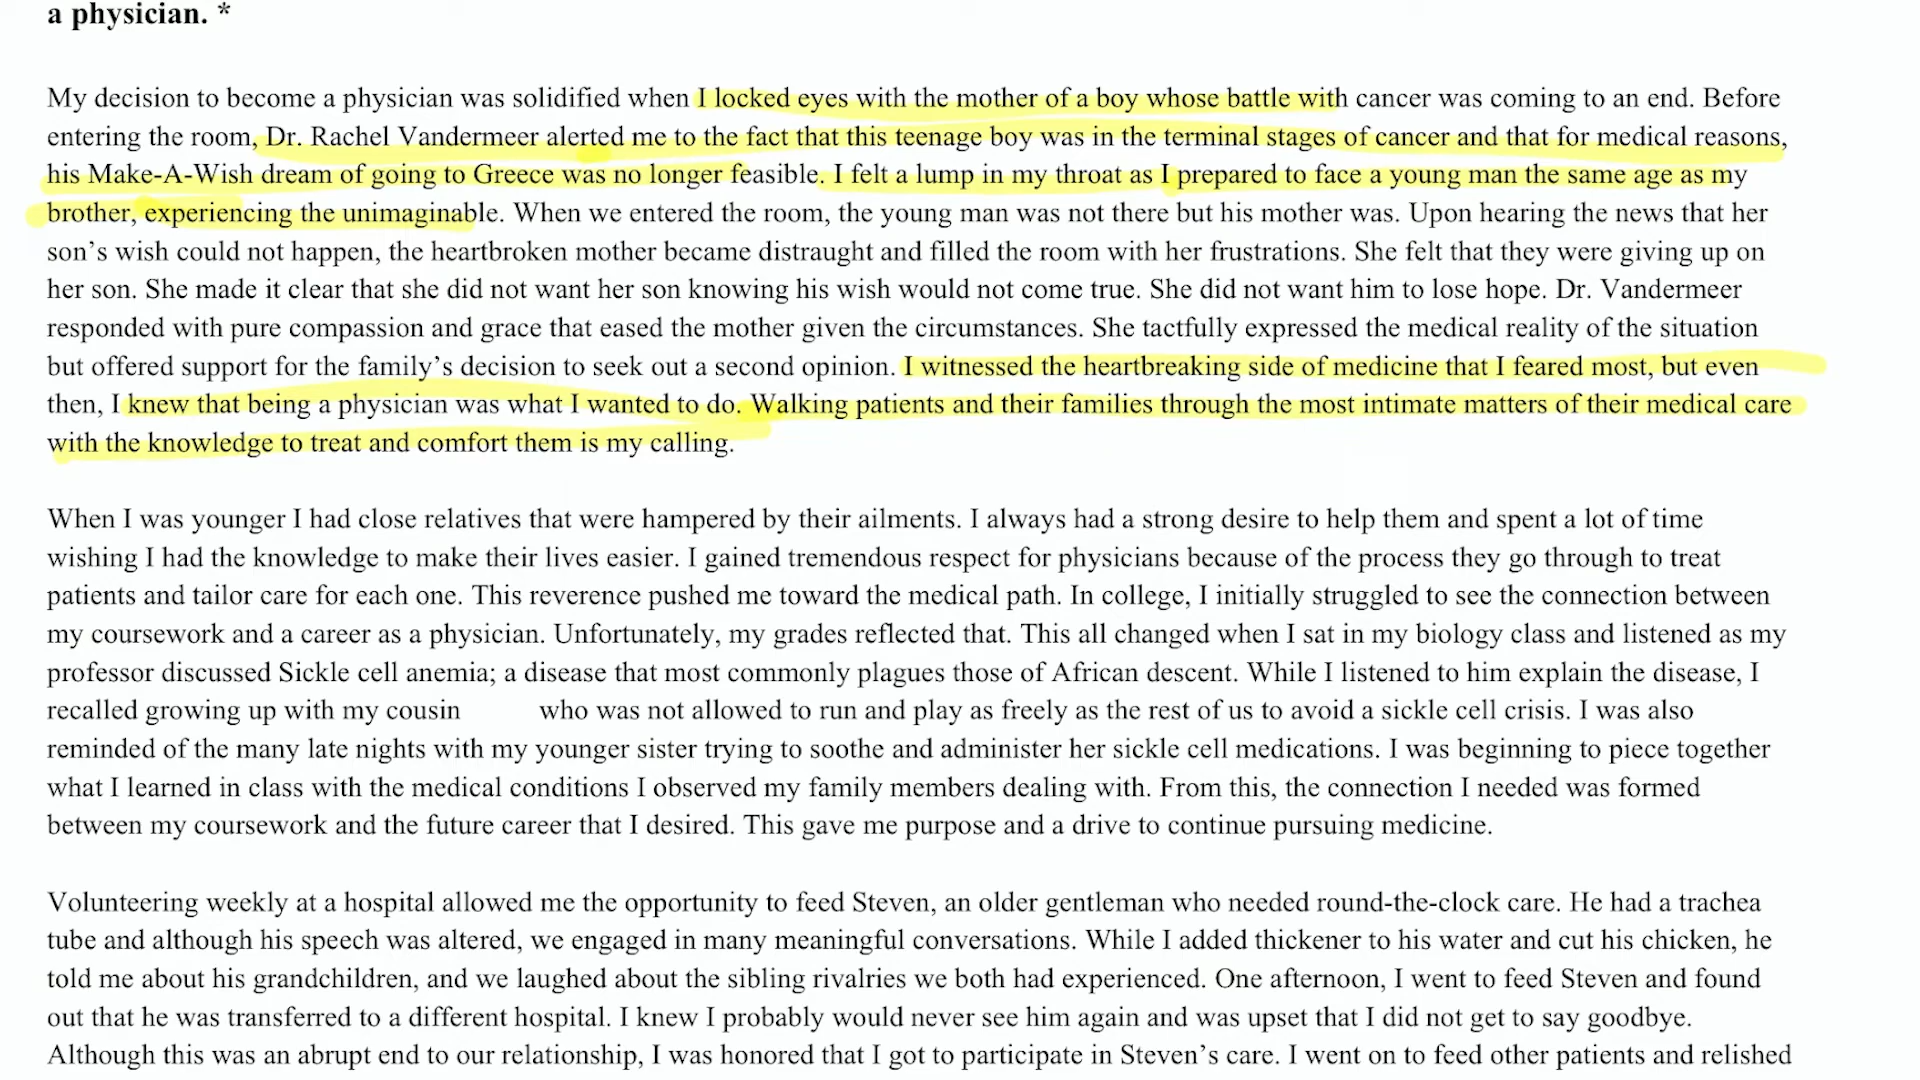 a physician. *
My decision to become a physician was solidified when I locked eyes with the mother of a boy whose battle with cancer was coming to an end. Before
entering the room, Dr. Rachel Vandermeer alerted me to the fact that this teenage boy was in the terminal stages of cancer and that for medical reasons,
his Make-A-Wish dream of going to Greece was no longer feasible. I felt a lump in my throat as I prepared to face a young man the same age as my
brother, experiencing the unimaginable. When we entered the room, the young man was not there but his mother was. Upon hearing the news that her
son’s wish could not happen, the heartbroken mother became distraught and filled the room with her frustrations. She felt that they were giving up on
her son. She made it clear that she did not want her son knowing his wish would not come true. She did not want him to lose hope. Dr. Vandermeer
responded with pure compassion and grace that eased the mother given the circumstances. She tactfully expressed the medical reality of the situation
but offered support for the family’s decision to seek out a second opinion. I witnessed the heartbreaking side of medicine that I feared most, but even
then, I knew that being a physician was what I wanted to do. Walking patients and their families through the most intimate matters of their medical care
with the knowledge to treat and comfort them is my calling.
When I was younger I had close relatives that were hampered by their ailments. I always had a strong desire to help them and spent a lot of time
wishing I had the knowledge to make their lives easier. I gained tremendous respect for physicians because of the process they go through to treat
patients and tailor care for each one. This reverence pushed me toward the medical path. In college, I initially struggled to see the connection between
my coursework and a career as a physician. Unfortunately, my grades reflected that. This all changed when I sat in my biology class and listened as my
professor discussed Sickle cell anemia; a disease that most commonly plagues those of African descent. While I listened to him explain the disease, I
recalled growing up with my cousin who was not allowed to run and play as freely as the rest of us to avoid a sickle cell crisis. I was also
reminded of the many late nights with my younger sister trying to soothe and administer her sickle cell medications. I was beginning to piece together
what I learned in class with the medical conditions I observed my family members dealing with. From this, the connection I needed was formed
between my coursework and the future career that I desired. This gave me purpose and a drive to continue pursuing medicine.
Volunteering weekly at a hospital allowed me the opportunity to feed Steven, an older gentleman who needed round-the-clock care. He had a trachea
tube and although his speech was altered, we engaged in many meaningful conversations. While I added thickener to his water and cut his chicken, he
told me about his grandchildren, and we laughed about the sibling rivalries we both had experienced. One afternoon, I went to feed Steven and found
out that he was transferred to a different hospital. I knew I probably would never see him again and was upset that I did not get to say goodbye.
Although this was an abrupt end to our relationship, I was honored that I got to participate in Steven’s care. I went on to feed other patients and relished